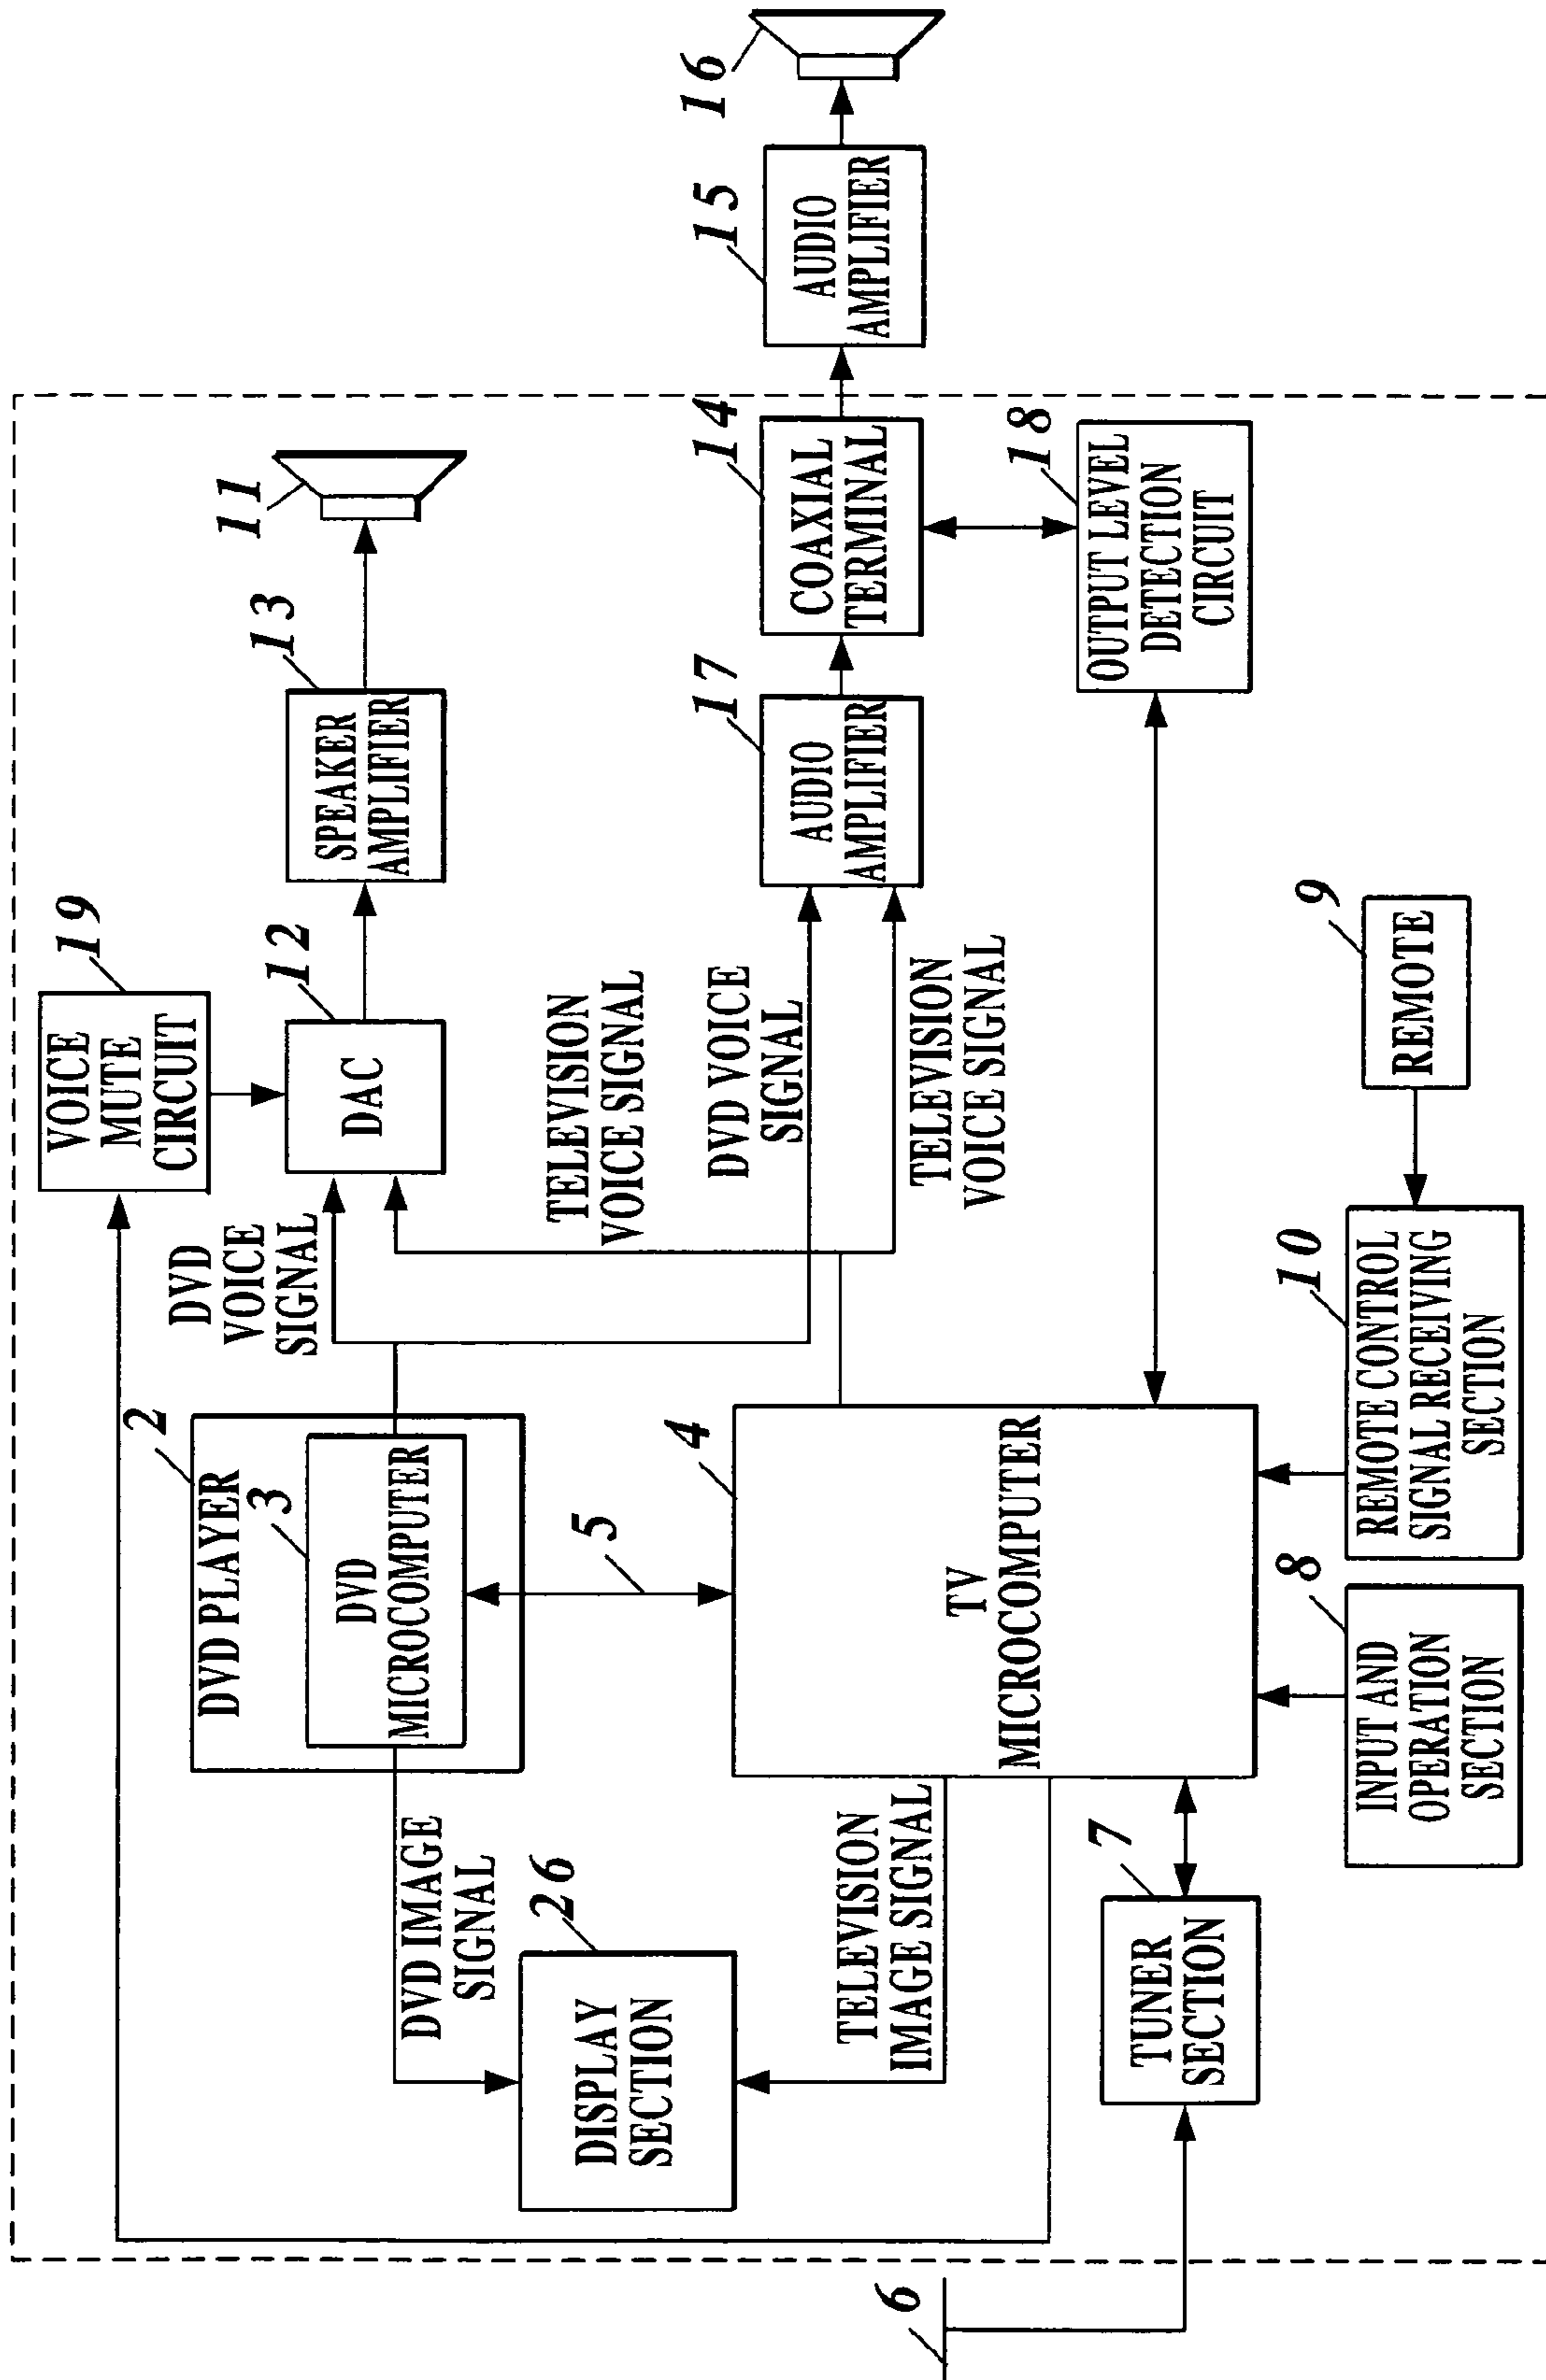 16
15
AUDIO
AMPLIFIER
14
COAXIAL
TERMINAL
18
OUTPUT LEVEL
DETECTION
CIRCUIT
11
13
SPEAKER
AMPLIFIER
17
AUDIO
AMPLIFIER
19
VOICE
MUTE
CIRCUIT
12
DAC
DVD
VOICE
SIGNAL
TELEVISION
VOICE SIGNAL
DVD VOICE
SIGNAL
TELEVISION
VOICE SIGNAL
9
REMOTE
10
REMOTE CONTROL
SIGNAL RECEIVING
SECTION
2
DVD PLAYER
3
DVD
MICROCOMPUTER
5
4
TV
MICROCOMPUTER
8
INPUT AND
OPERATION
SECTION
DVD IMAGE
SIGNAL
26
DISPLAY
SECTION
TELEVISION
IMAGE SIGNAL
7
TUNER
SECTION
6